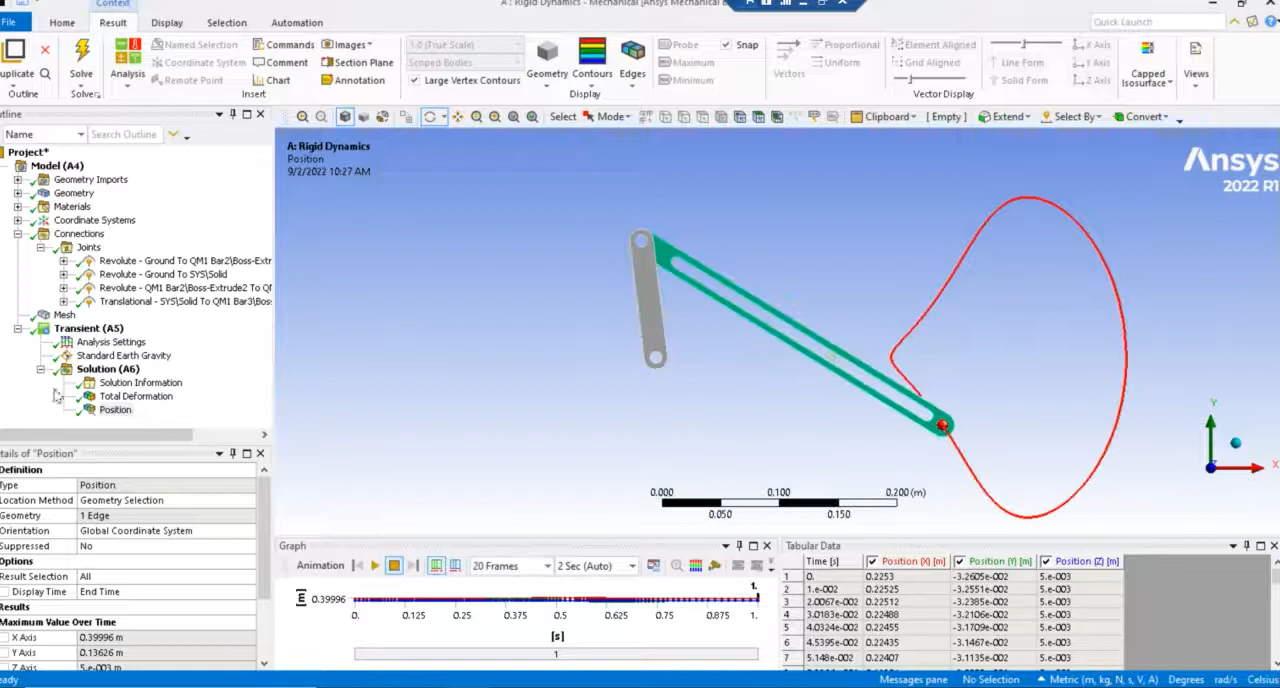 Context
A : Rigid Dynamics - Mechanical [Ansys Mechanical
File
Home
Result
Display
Selection
Automation
Quick Launch
uplicate
Outline
Solve
Solver
Analysis
Named Selection
Coordinate System
Remote Point
Commands
Comment
Chart
Images
Section Plane
Annotation
Insert
1.0 (True Scale)
Scoped Bodies
Large Vertex Contours
Geometry
Contours
Edges
Display
Probe
Snap
Maximum
Minimum
Vectors
Proportional
Uniform
Element Aligned
Grid Aligned
Line Form
Solid Form
X Axis
Y Axis
Z Axis
Vector Display
Capped
Isosurface
Views
utline
Name
Search Outline
Select
Mode
Clipboard
[ Empty ]
Extend
Select By
Convert
Project*
Model (A4)
Geometry Imports
Geometry
Materials
Coordinate Systems
Connections
Joints
Revolute - Ground To QM1 Bar2\Boss-Extr
Revolute - Ground To SYS\Solid
Revolute - QM1 Bar2\Boss-Extrude2 To QM
Translational - SYS\Solid To QM1 Bar3\Bos:
Mesh
Transient (A5)
Analysis Settings
Standard Earth Gravity
Solution (A6)
Solution Information
Total Deformation
Position
A: Rigid Dynamics
Position
9/2/2022 10:27 AM
Ansys
2022 R1
0.000 0.100 0.200 (m)
0.050 0.150
Y
X
tails of "Position"
Definition
Type Position
Location Method Geometry Selection
Geometry 1 Edge
Orientation Global Coordinate System
Suppressed No
Options
Result Selection All
Display Time End Time
Results
Maximum Value Over Time
X Axis 0.39996 m
Y Axis 0.13626 m
Z Axis 5.e-003 m
Graph
Animation
20 Frames
2 Sec (Auto)
[m]
0.39996
1.
0. 0.125 0.25 0.375 0.5 0.625 0.75 0.875 1.
[s]
1
Tabular Data
Time [s] Position (X) [m] Position (Y) [m] Position (Z) [m]
1 0. 0.2253 -3.2605e-002 5.e-003
2 1.e-002 0.22525 -3.2551e-002 5.e-003
3 2.0067e-002 0.22512 -3.2385e-002 5.e-003
4 3.0183e-002 0.22488 -3.2106e-002 5.e-003
5 4.0324e-002 0.22455 -3.1709e-002 5.e-003
6 4.5395e-002 0.22435 -3.1467e-002 5.e-003
7 5.148e-002 0.22407 -3.1135e-002 5.e-003
eady
Messages pane
No Selection
Metric (m, kg, N, s, V, A)
Degrees
rad/s
Celsius